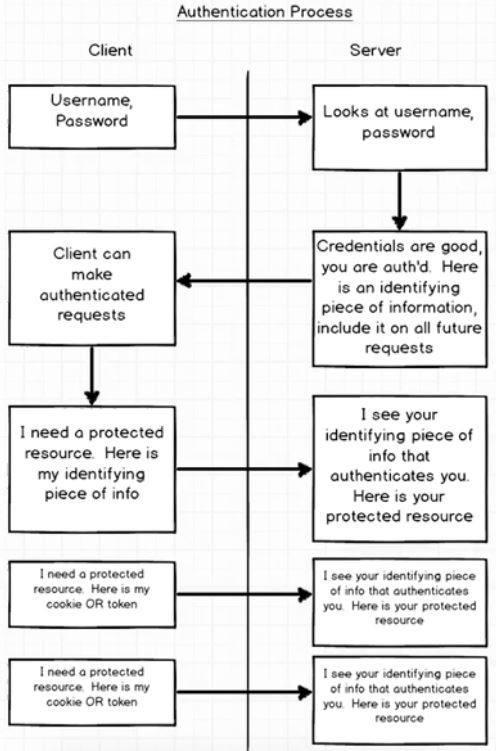 Authentication Process
Client
Server
Username,
Password
Looks at username,
password
Credentials are good,
you are auth'd. Here
is an identifying
piece of information,
include it on all future
requests
Client can
make
authenticated
requests
I need a protected
resource. Here is
my identifying
piece of info
I see your
identifying piece of
info that
authenticates you.
Here is your
protected resource
I need a protected
resource. Here is my
cookie OR token
I see your identifying piece
of info that authenticates
you. Here is your protected
resource
I need a protected
resource. Here is my
cookie OR token
I see your identifying piece
of info that authenticates
you. Here is your protected
resource